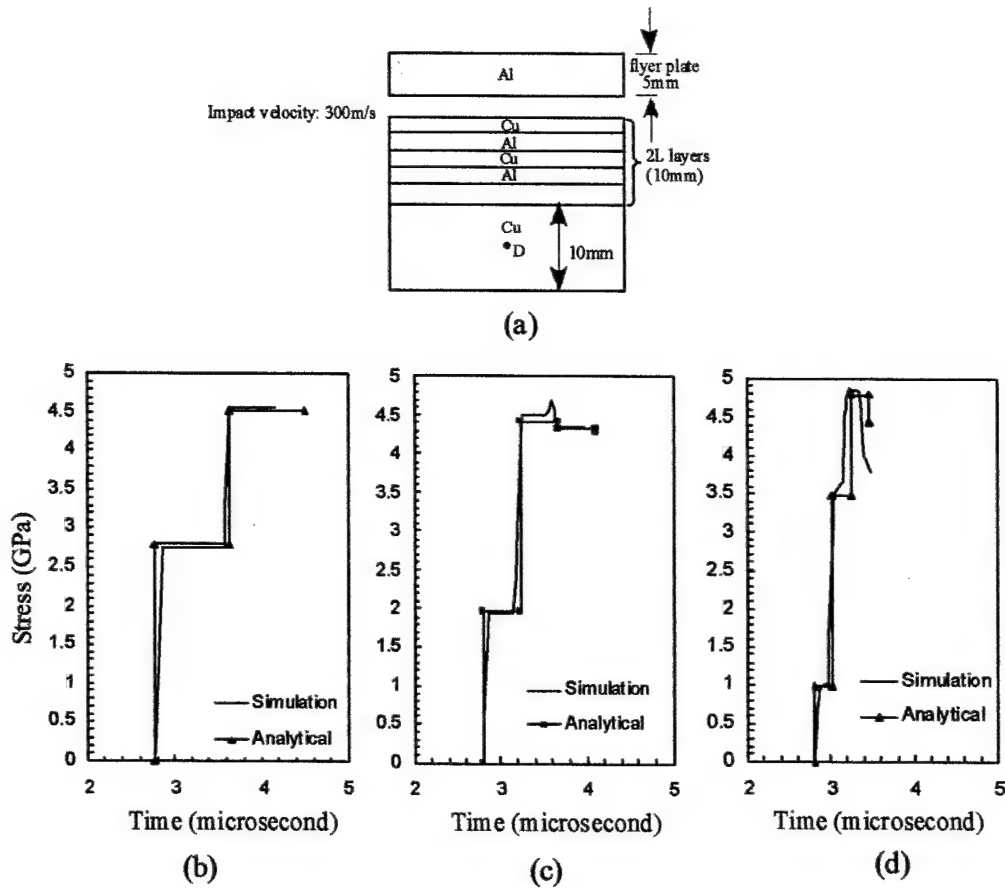 Al
flyer plate
5mm
Impact velocity: 300m/s
Cu
Al
Cu
Al
2L layers
(10mm)
Cu
D
10mm
(a)
Stress (GPa)
5
4.5
4
3.5
3
2.5
2
1.5
1
0.5
0
2 3 4 5
Simulation
Analytical
Time (microsecond)
(b)
5
4.5
4
3.5
3
2.5
2
1.5
1
0.5
0
2 3 4 5
Simulation
Analytical
Time (microsecond)
(c)
5
4.5
4
3.5
3
2.5
2
1.5
1
0.5
0
2 3 4 5
Simulation
Analytical
Time (microsecond)
(d)